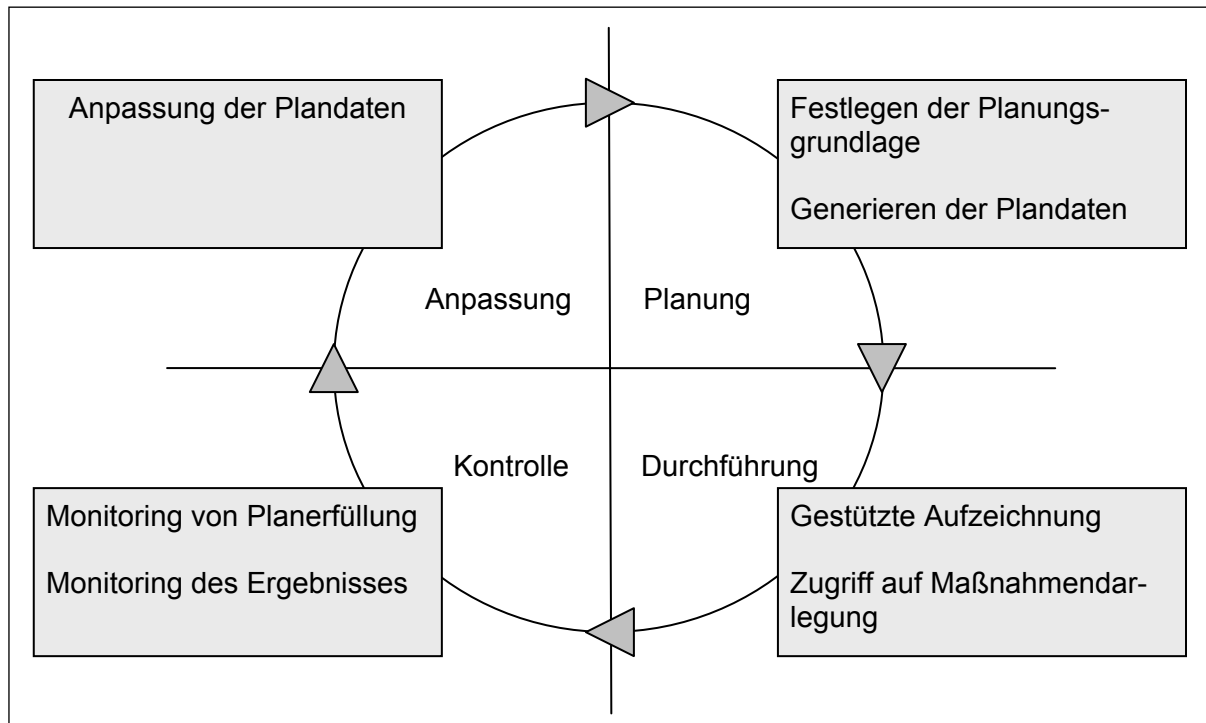 Anpassung der Plandaten
Festlegen der Planungs-
grundlage
Generieren der Plandaten
Anpassung
Planung
Kontrolle
Durchführung
Monitoring von Planerfüllung
Monitoring des Ergebnisses
Gestützte Aufzeichnung
Zugriff auf Maßnahmendar-
legung